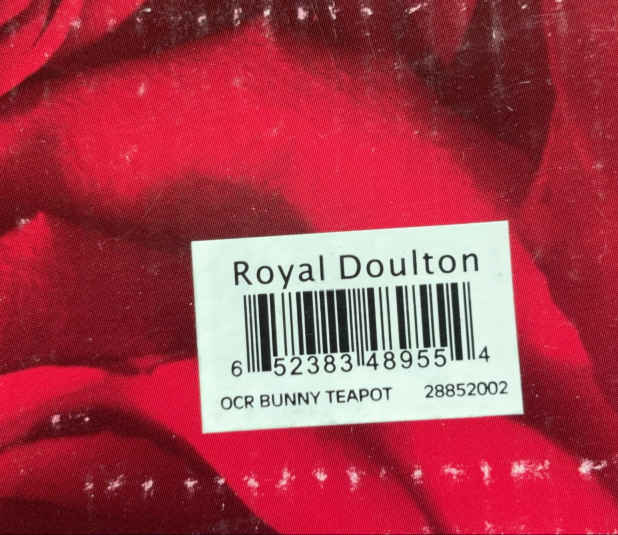 Royal Doulton
6 52383 48955 4
OCR BUNNY TEAPOT 28852002